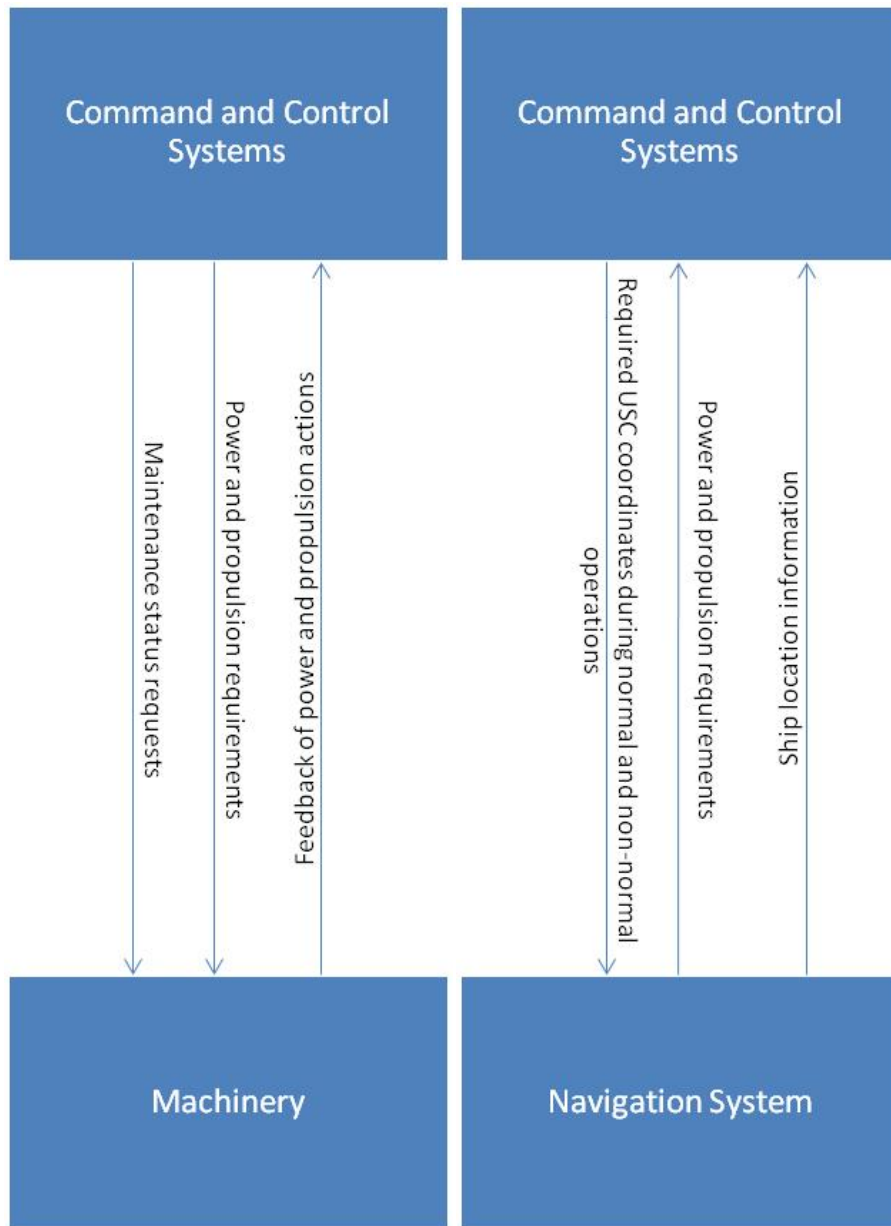 Command and Control
Systems
Command and Control
Systems
Maintenance status requests
Power and propulsion requirements
Feedback of power and propulsion actions
Required USC coordinates during normal and non-normal
operations
Power and propulsion requirements
Ship location information
Machinery
Navigation System